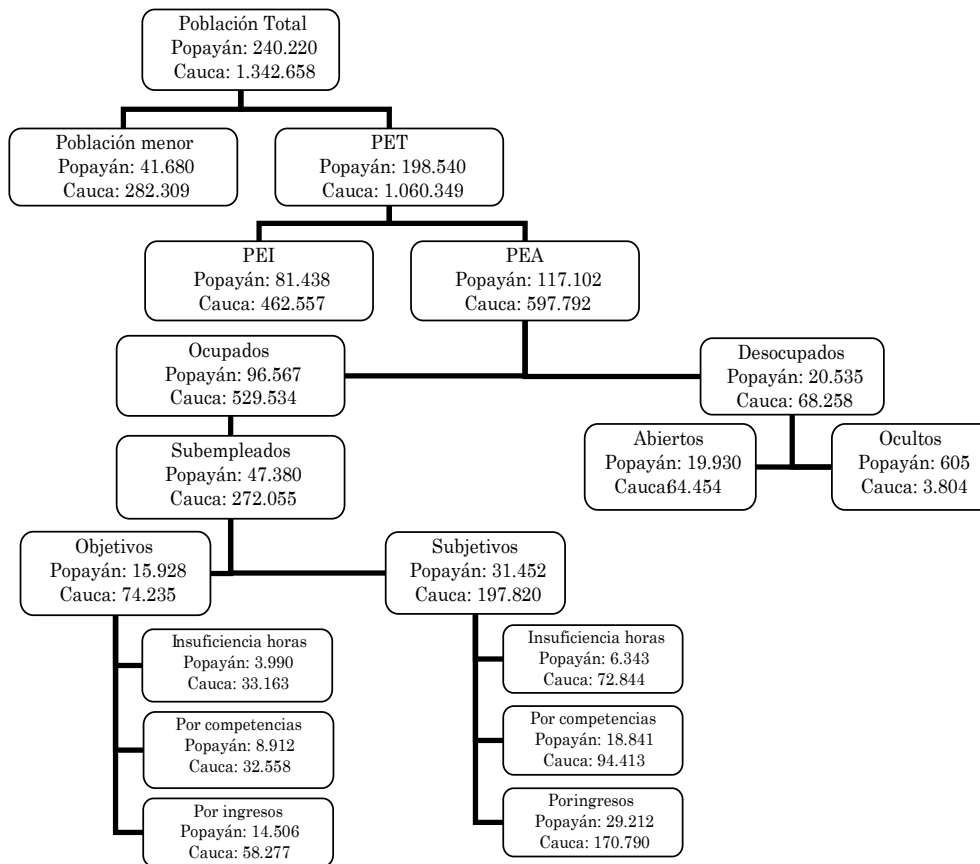 Población Total
Popayán: 240.220
Cauca: 1.342.658
Población menor
Popayán: 41.680
Cauca: 282.309
PET
Popayán: 198.540
Cauca: 1.060.349
PEI
Popayán: 81.438
Cauca: 462.557
PEA
Popayán: 117.102
Cauca: 597.792
Ocupados
Popayán: 96.567
Cauca: 529.534
Desocupados
Popayán: 20.535
Cauca: 68.258
Subempleados
Popayán: 47.380
Cauca: 272.055
Abiertos
Popayán: 19.930
Cauca:64.454
Ocultos
Popayán: 605
Cauca: 3.804
Objetivos
Popayán: 15.928
Cauca: 74.235
Subjetivos
Popayán: 31.452
Cauca: 197.820
Insuficiencia horas
Popayán: 3.990
Cauca: 33.163
Por competencias
Popayán: 8.912
Cauca: 32.558
Por ingresos
Popayán: 14.506
Cauca: 58.277
Insuficiencia horas
Popayán: 6.343
Cauca: 72.844
Por competencias
Popayán: 18.841
Cauca: 94.413
Poringresos
Popayán: 29.212
Cauca: 170.790